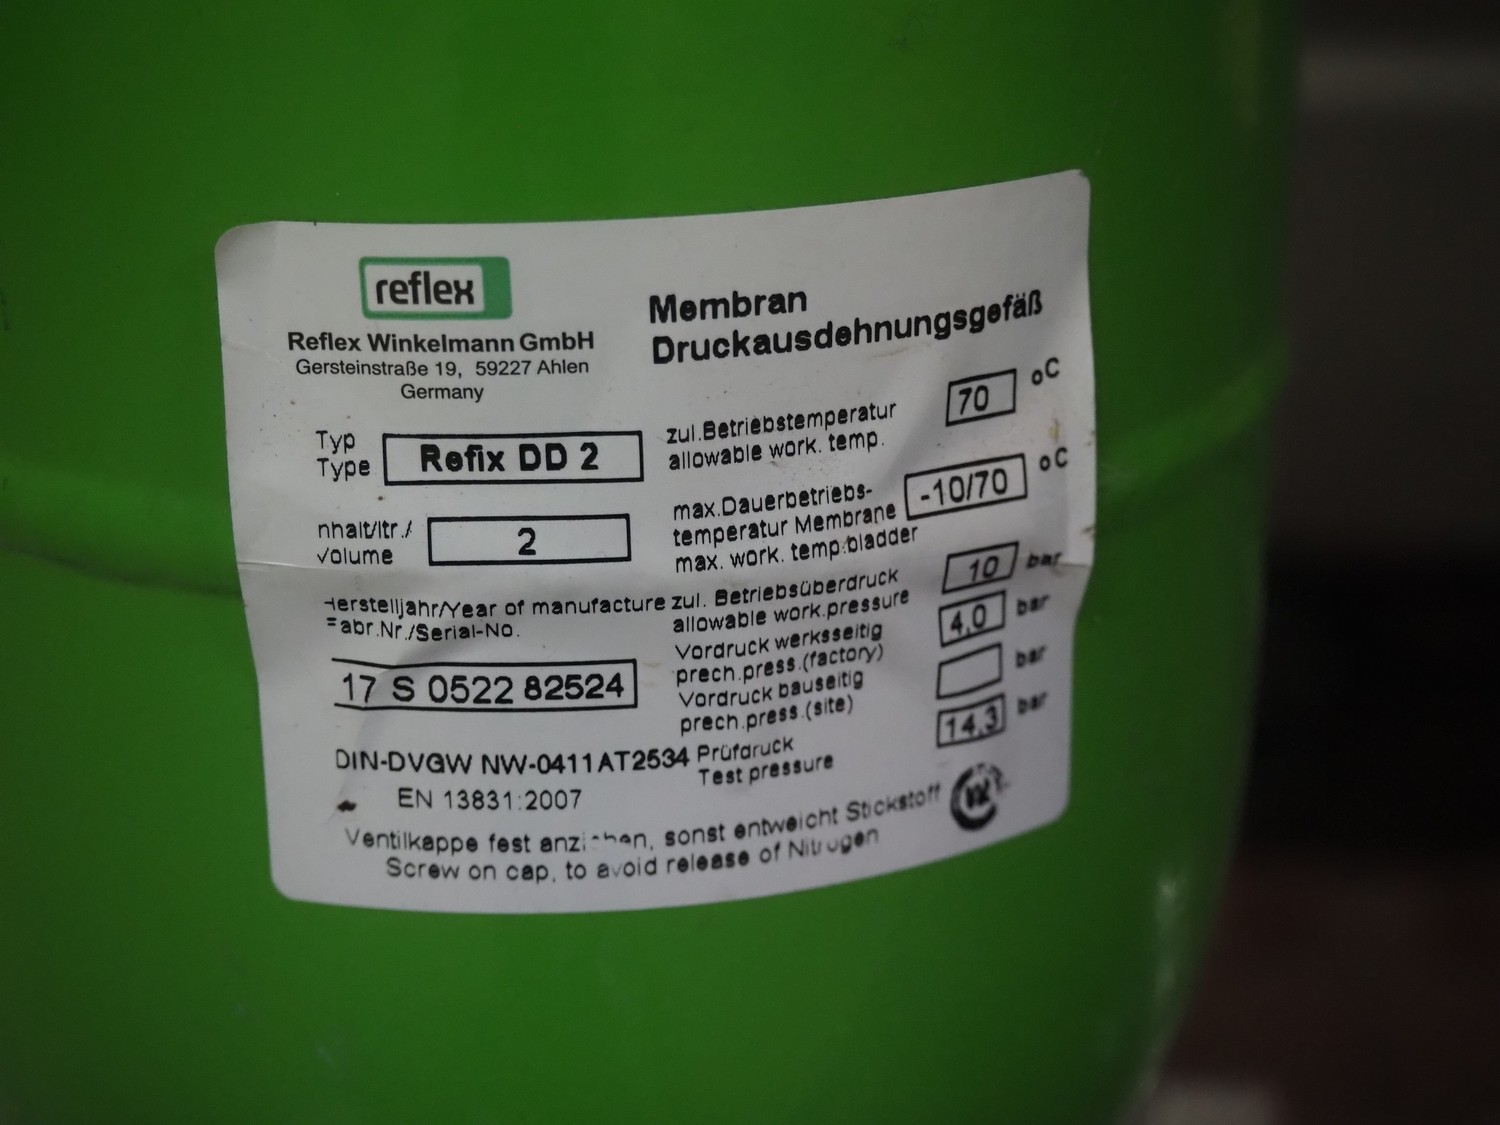 reflex
Reflex Winkelmann GmbH
Gersteinstraße 19, 59227 Ahlen
Germany
Typ
Type
Refix DD 2
nhalt/ltr./
volume
2
Herstelljahr/Year of manufacture
Fabr.Nr./Serial-No.
17 S 0522 82524
DIN-DVGW NW-0411AT2534
EN 13831:2007
Membran
Druckausdehnungsgefäß
zul.Betriebstemperatur
allowable work. temp.
70 °C
max.Dauerbetriebs-
temperatur Membrane
max. work. temp.bladder
-10/70 °C
zul. Betriebsüberdruck
allowable work.pressure
10 bar
Vordruck werksseitig
prech.press.(factory)
4,0 bar
Vordruck bauseitig
prech.press.(site)
bar
Prüfdruck
Test pressure
14,3 bar
Ventilkappe fest anziehen, sonst entweicht Stickstoff
Screw on cap, to avoid release of Nitrogen